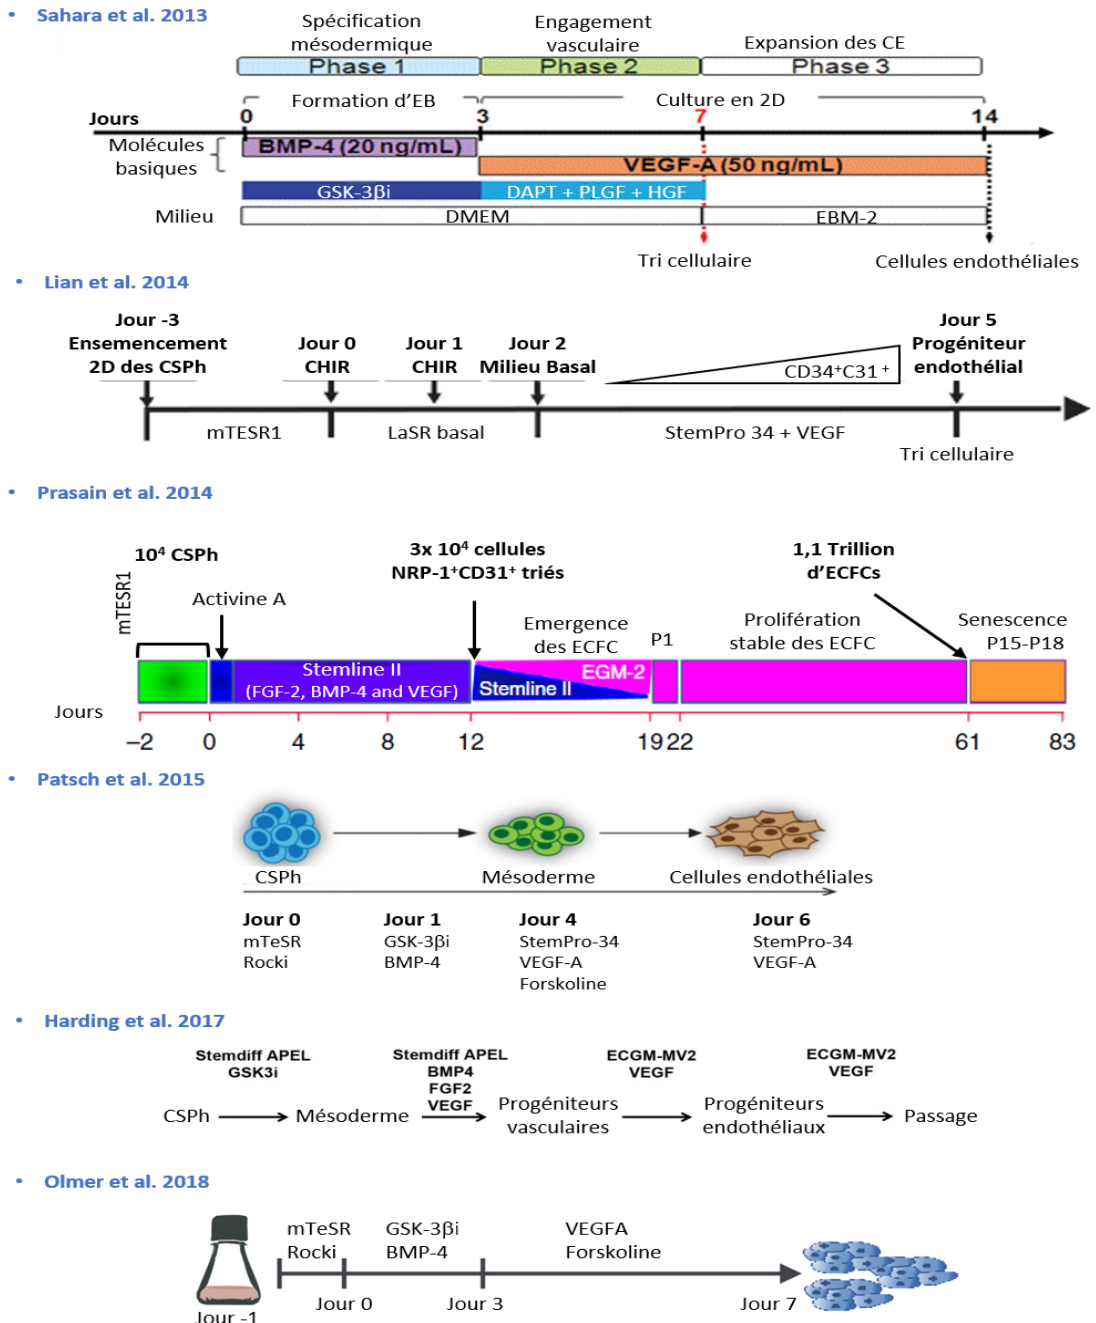 • Sahara et al. 2013
Spécification
mésodermique
Engagement
vasculaire
Expansion des CE
Phase 1
Phase 2
Phase 3
Formation d'EB
Culture en 2D
Jours
0
3
7
14
Molécules
basiques
BMP-4 (20 ng/mL)
VEGF-A (50 ng/mL)
GSK-3βi
DAPT + PLGF + HGF
Milieu
DMEM
EBM-2
Tri cellulaire
Cellules endothéliales
• Lian et al. 2014
Jour -3
Ensemencement
2D des CSPh
Jour 0
CHIR
Jour 1
CHIR
Jour 2
Milieu Basal
CD34⁺C31 ⁺
Jour 5
Progéniteur
endothélial
mTESR1
LaSR basal
StemPro 34 + VEGF
Tri cellulaire
• Prasain et al. 2014
mTESR1
10⁴ CSPh
Activine A
3x 10⁴ cellules
NRP-1⁺CD31⁺ triés
1,1 Trillion
d'ECFCs
Emergence
des ECFC
P1
Prolifération
stable des ECFC
Senescence
P15-P18
Stemline II
(FGF-2, BMP-4 and VEGF)
EGM-2
Stemline II
Jours
−2
0
4
8
12
19
22
61
83
• Patsch et al. 2015
CSPh
Mésoderme
Cellules endothéliales
Jour 0
mTeSR
Rocki
Jour 1
GSK-3βi
BMP-4
Jour 4
StemPro-34
VEGF-A
Forskoline
Jour 6
StemPro-34
VEGF-A
• Harding et al. 2017
Stemdiff APEL
GSK3i
Stemdiff APEL
BMP4
FGF2
VEGF
ECGM-MV2
VEGF
ECGM-MV2
VEGF
CSPh
Mésoderme
Progéniteurs
vasculaires
Progéniteurs
endothéliaux
Passage
• Olmer et al. 2018
mTeSR
Rocki
GSK-3βi
BMP-4
VEGFA
Forskoline
Jour -1
Jour 0
Jour 3
Jour 7